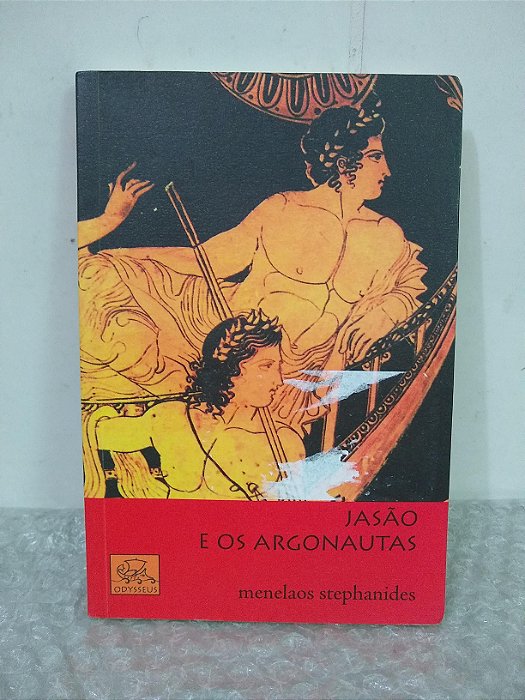 JASÃO
E OS ARGONAUTAS
menelaos stephanides
ODYSSEUS